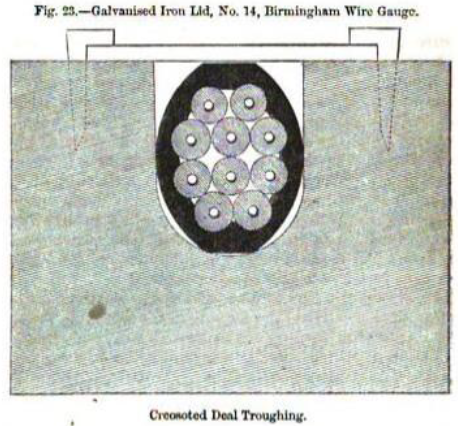 Fig. 23.—Galvanised Iron Lid, No. 14, Birmingham Wire Gauge.
Creosoted Deal Troughing.